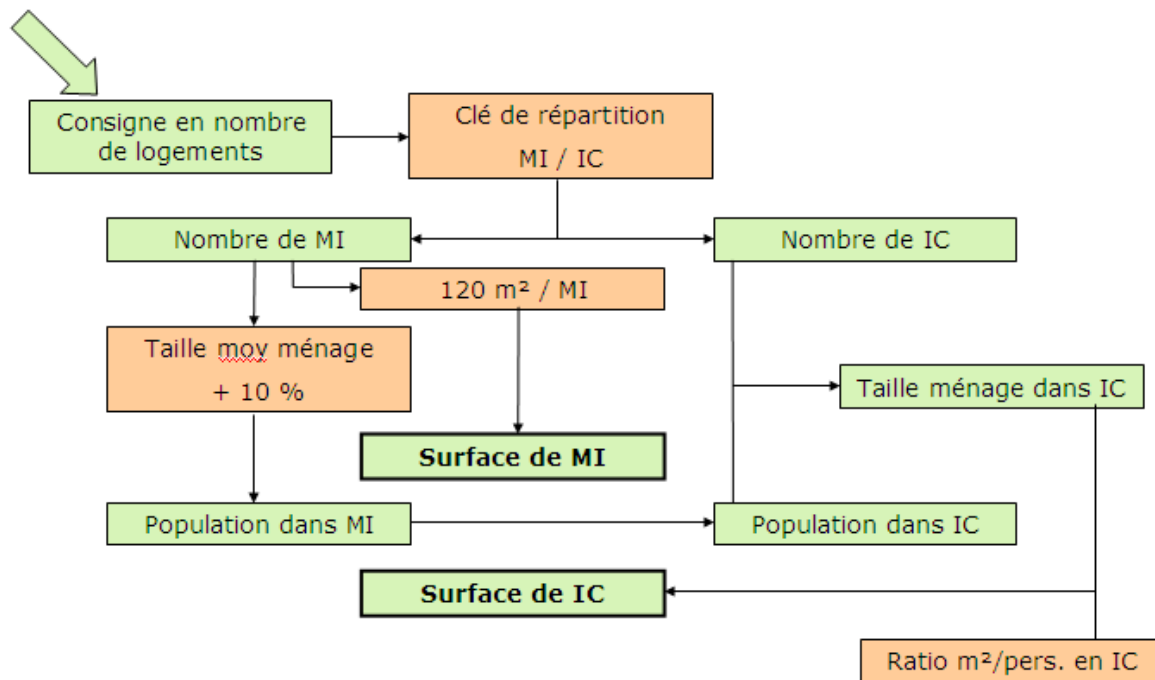 Consigne en nombre
de logements
Clé de répartition
MI / IC
Nombre de MI
Nombre de IC
120 m² / MI
Taille moy ménage
+ 10 %
Taille ménage dans IC
Surface de MI
Population dans MI
Population dans IC
Surface de IC
Ratio m²/pers. en IC